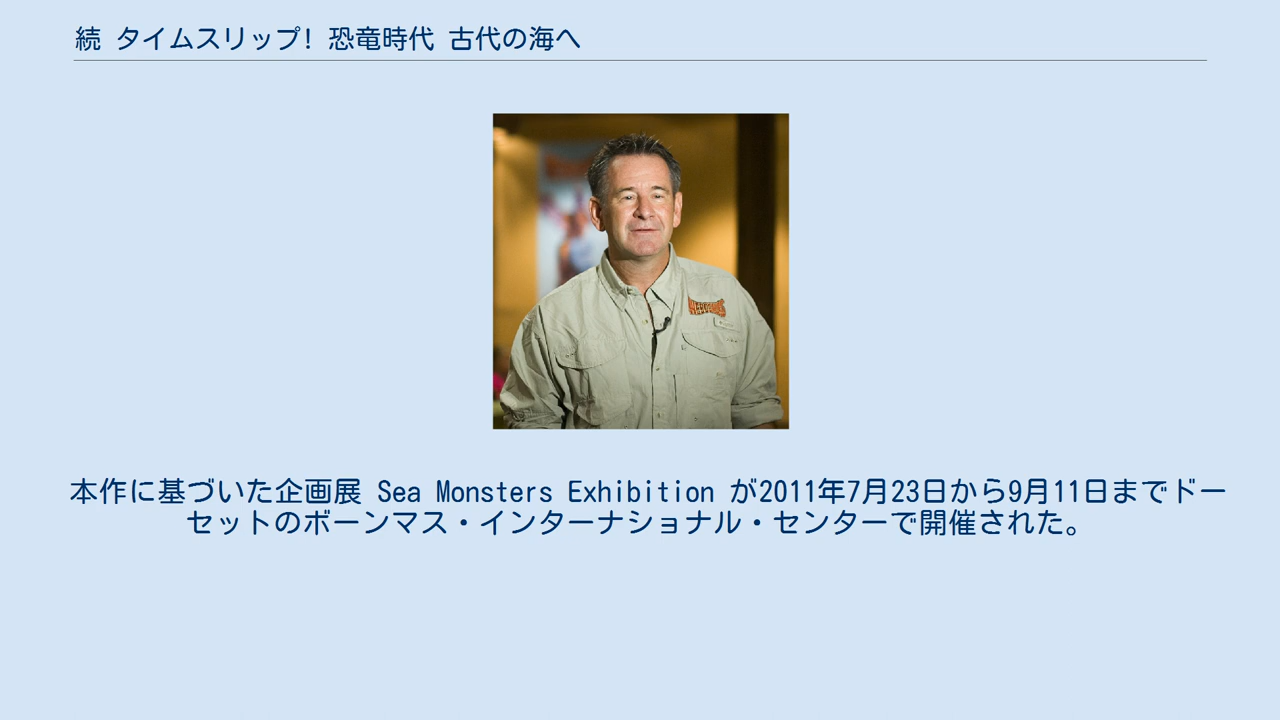 続 タイムスリップ! 恐竜時代 古代の海へ
本作に基づいた企画展 Sea Monsters Exhibition が2011年7月23日から9月11日までドー
セットのボーンマス・インターナショナル・センターで開催された。